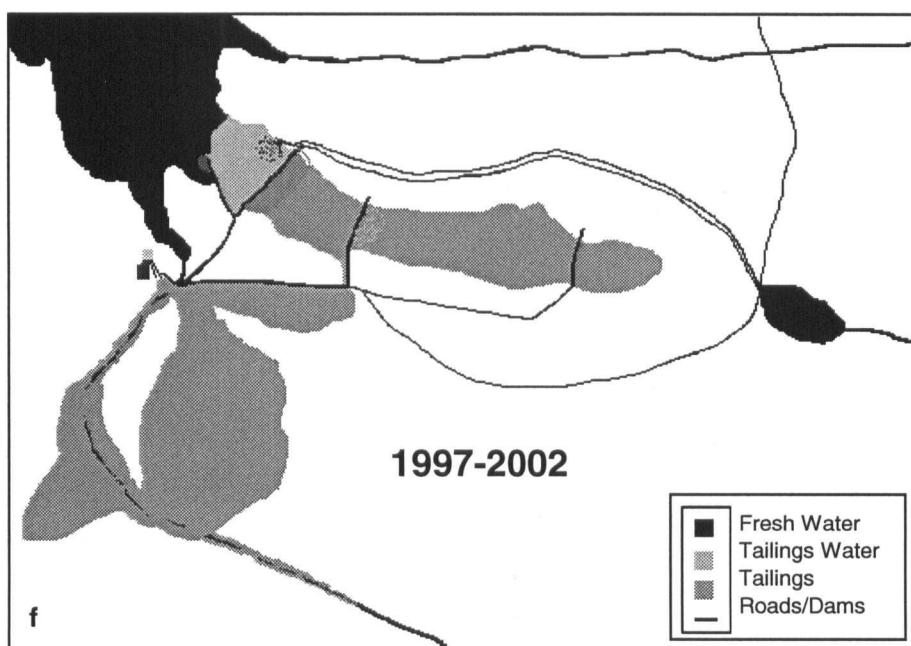 1997-2002
Fresh Water
Tailings Water
Tailings
Roads/Dams
f